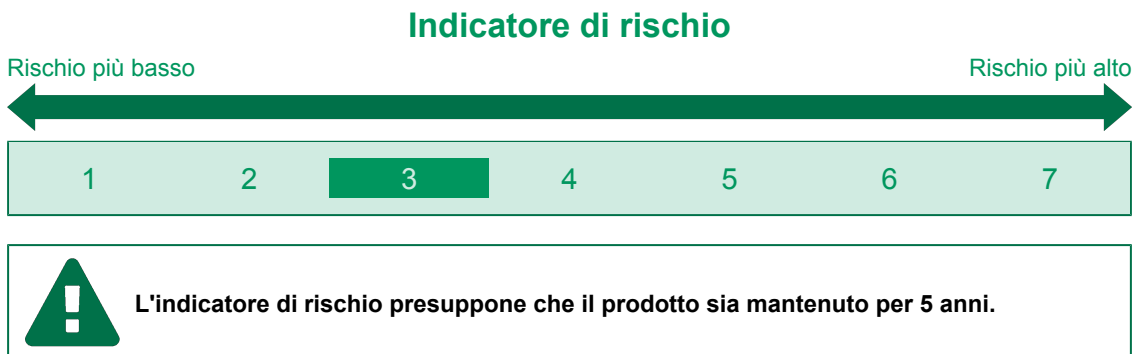 Indicatore di rischio
Rischio più basso Rischio più alto
1 2 3 4 5 6 7
L'indicatore di rischio presuppone che il prodotto sia mantenuto per 5 anni.